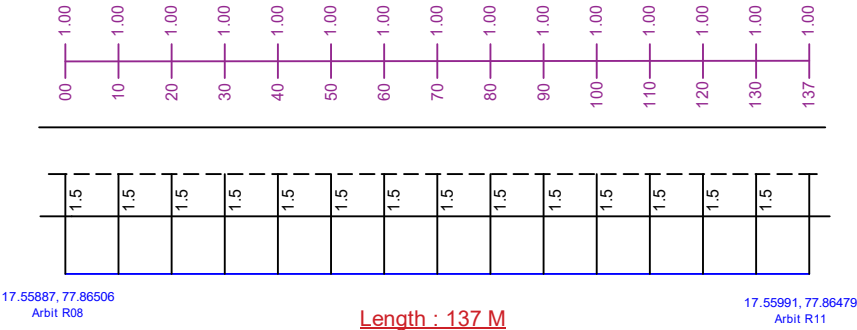 1.00 1.00 1.00 1.00 1.00 1.00 1.00 1.00 1.00 1.00 1.00 1.00 1.00 1.00 1.00
00 10 20 30 40 50 60 70 80 90 100 110 120 130 137
1.5 1.5 1.5 1.5 1.5 1.5 1.5 1.5 1.5 1.5 1.5 1.5 1.5 1.5
17.55887, 77.86506
Arbit R08
Length : 137 M
17.55991, 77.86479
Arbit R11